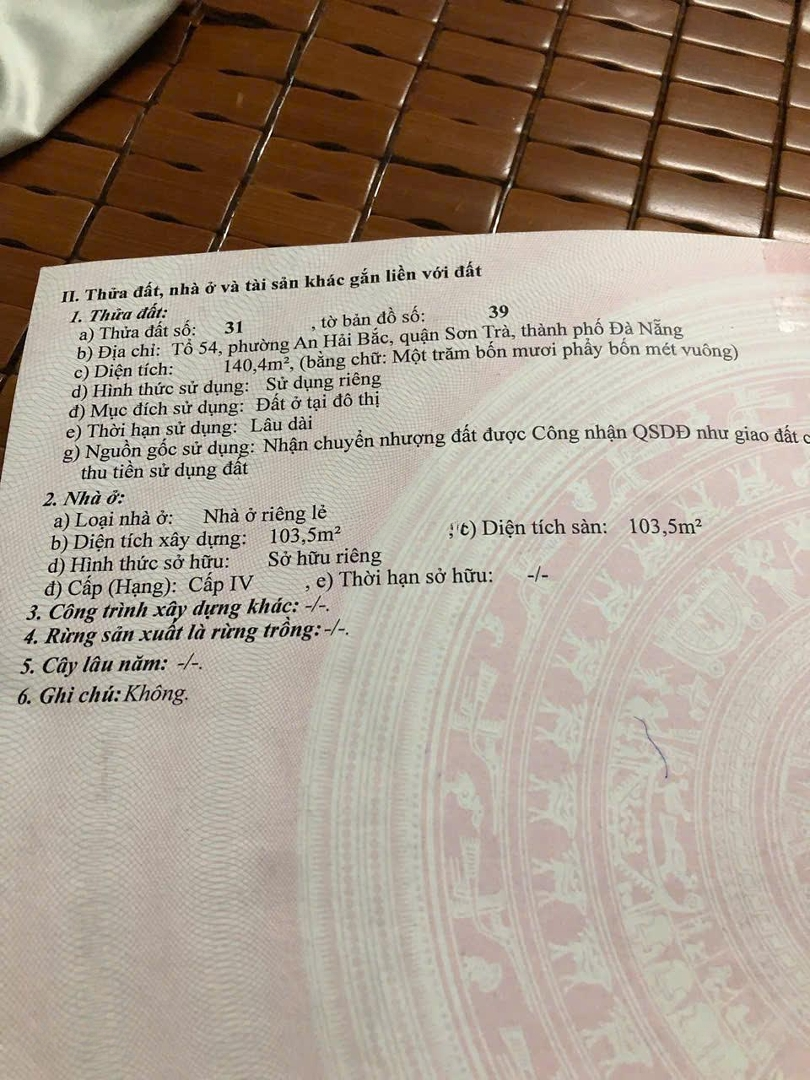 II. Thửa đất, nhà ở và tài sản khác gắn liền với đất
1. Thửa đất:
a) Thửa đất số: 31 , tờ bản đồ số: 39
b) Địa chỉ: Tổ 54, phường An Hải Bắc, quận Sơn Trà, thành phố Đà Nẵng
c) Diện tích: 140,4m², (bằng chữ: Một trăm bốn mươi phẩy bốn mét vuông)
d) Hình thức sử dụng: Sử dụng riêng
đ) Mục đích sử dụng: Đất ở tại đô thị
e) Thời hạn sử dụng: Lâu dài
g) Nguồn gốc sử dụng: Nhận chuyển nhượng đất được Công nhận QSDĐ như giao đất c
thu tiền sử dụng đất
2. Nhà ở:
a) Loại nhà ở: Nhà ở riêng lẻ
b) Diện tích xây dựng: 103,5m² ; c) Diện tích sàn: 103,5m²
d) Hình thức sở hữu: Sở hữu riêng
đ) Cấp (Hạng): Cấp IV , e) Thời hạn sở hữu: -/-
3. Công trình xây dựng khác: -/-.
4. Rừng sản xuất là rừng trồng: -/-.
5. Cây lâu năm: -/-.
6. Ghi chú: Không.